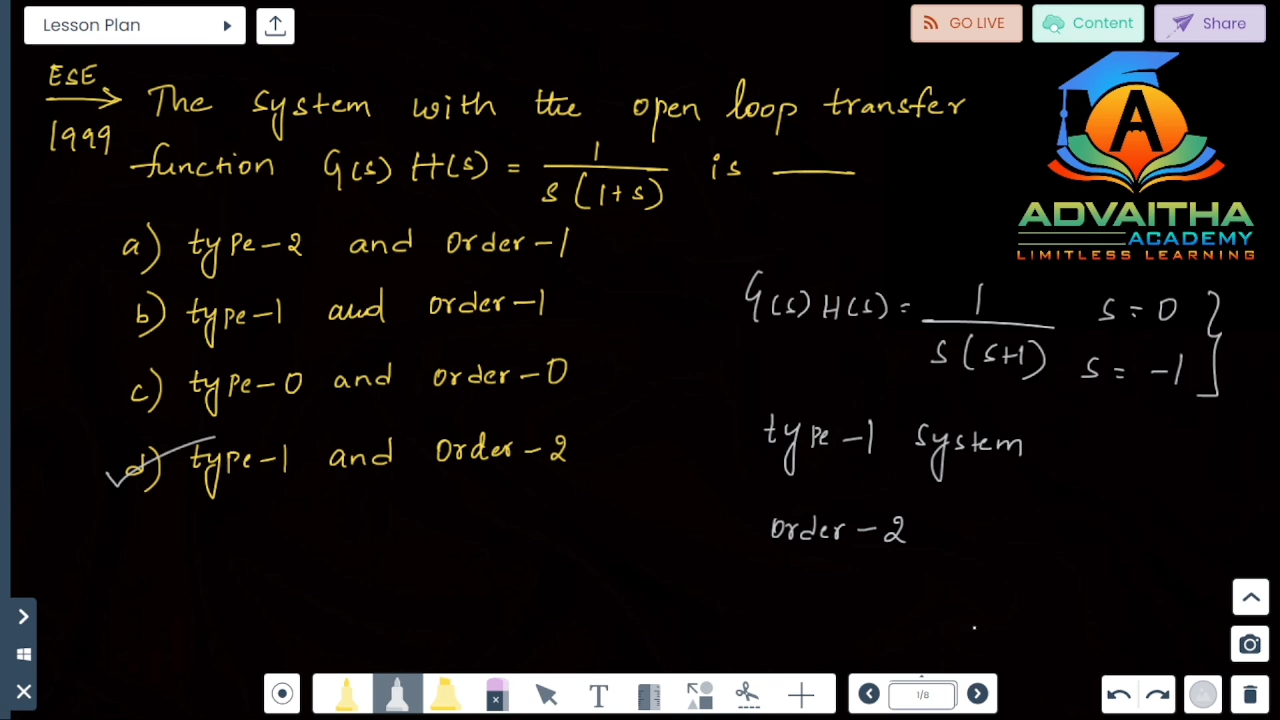 Lesson Plan
GO LIVE
Content
Share
ESE
1999
The system with the open loop transfer
function G(s) H(s) = 1 / s(1+s) is ____
a) type-2 and order-1
b) type-1 and order-1
c) type-0 and order-0
d) type-1 and order-2
A
ADVAITHA
ACADEMY
LIMITLESS LEARNING
G(s) H(s) = 1 / s(s+1) s = 0
s = -1
type-1 system
order-2
T
1/8